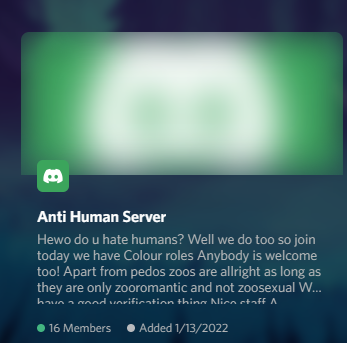 Anti Human Server
Hewo do u hate humans? Well we do too so join
today we have Colour roles Anybody is welcome
too! Apart from pedos zoos are allright as long as
they are only zooromantic and not zoosexual W...
have a good verification thing Nice staff A
16 Members
Added 1/13/2022